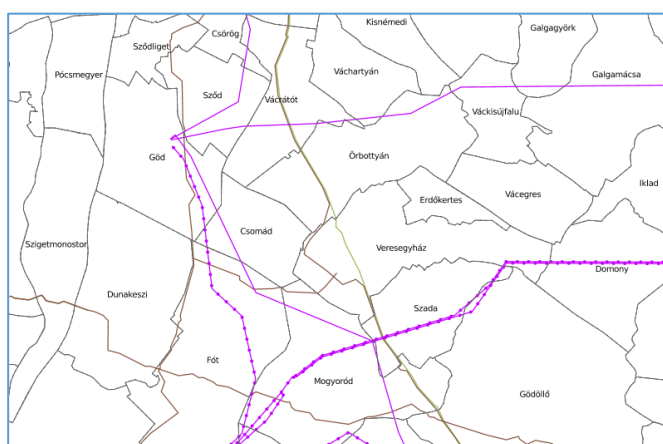 Kisnémedi
Galgagyörk
Csörög
Sződliget
Pócsmegyer
Váchartyán
Galgamácsa
Sződ
Vácrátót
Váckisújfalu
Göd
Őrbottyán
Iklad
Vácegres
Erdőkertes
Csomád
Szigetmonostor
Veresegyház
Domony
Dunakeszi
Szada
Fót
Mogyoród
Gödöllő